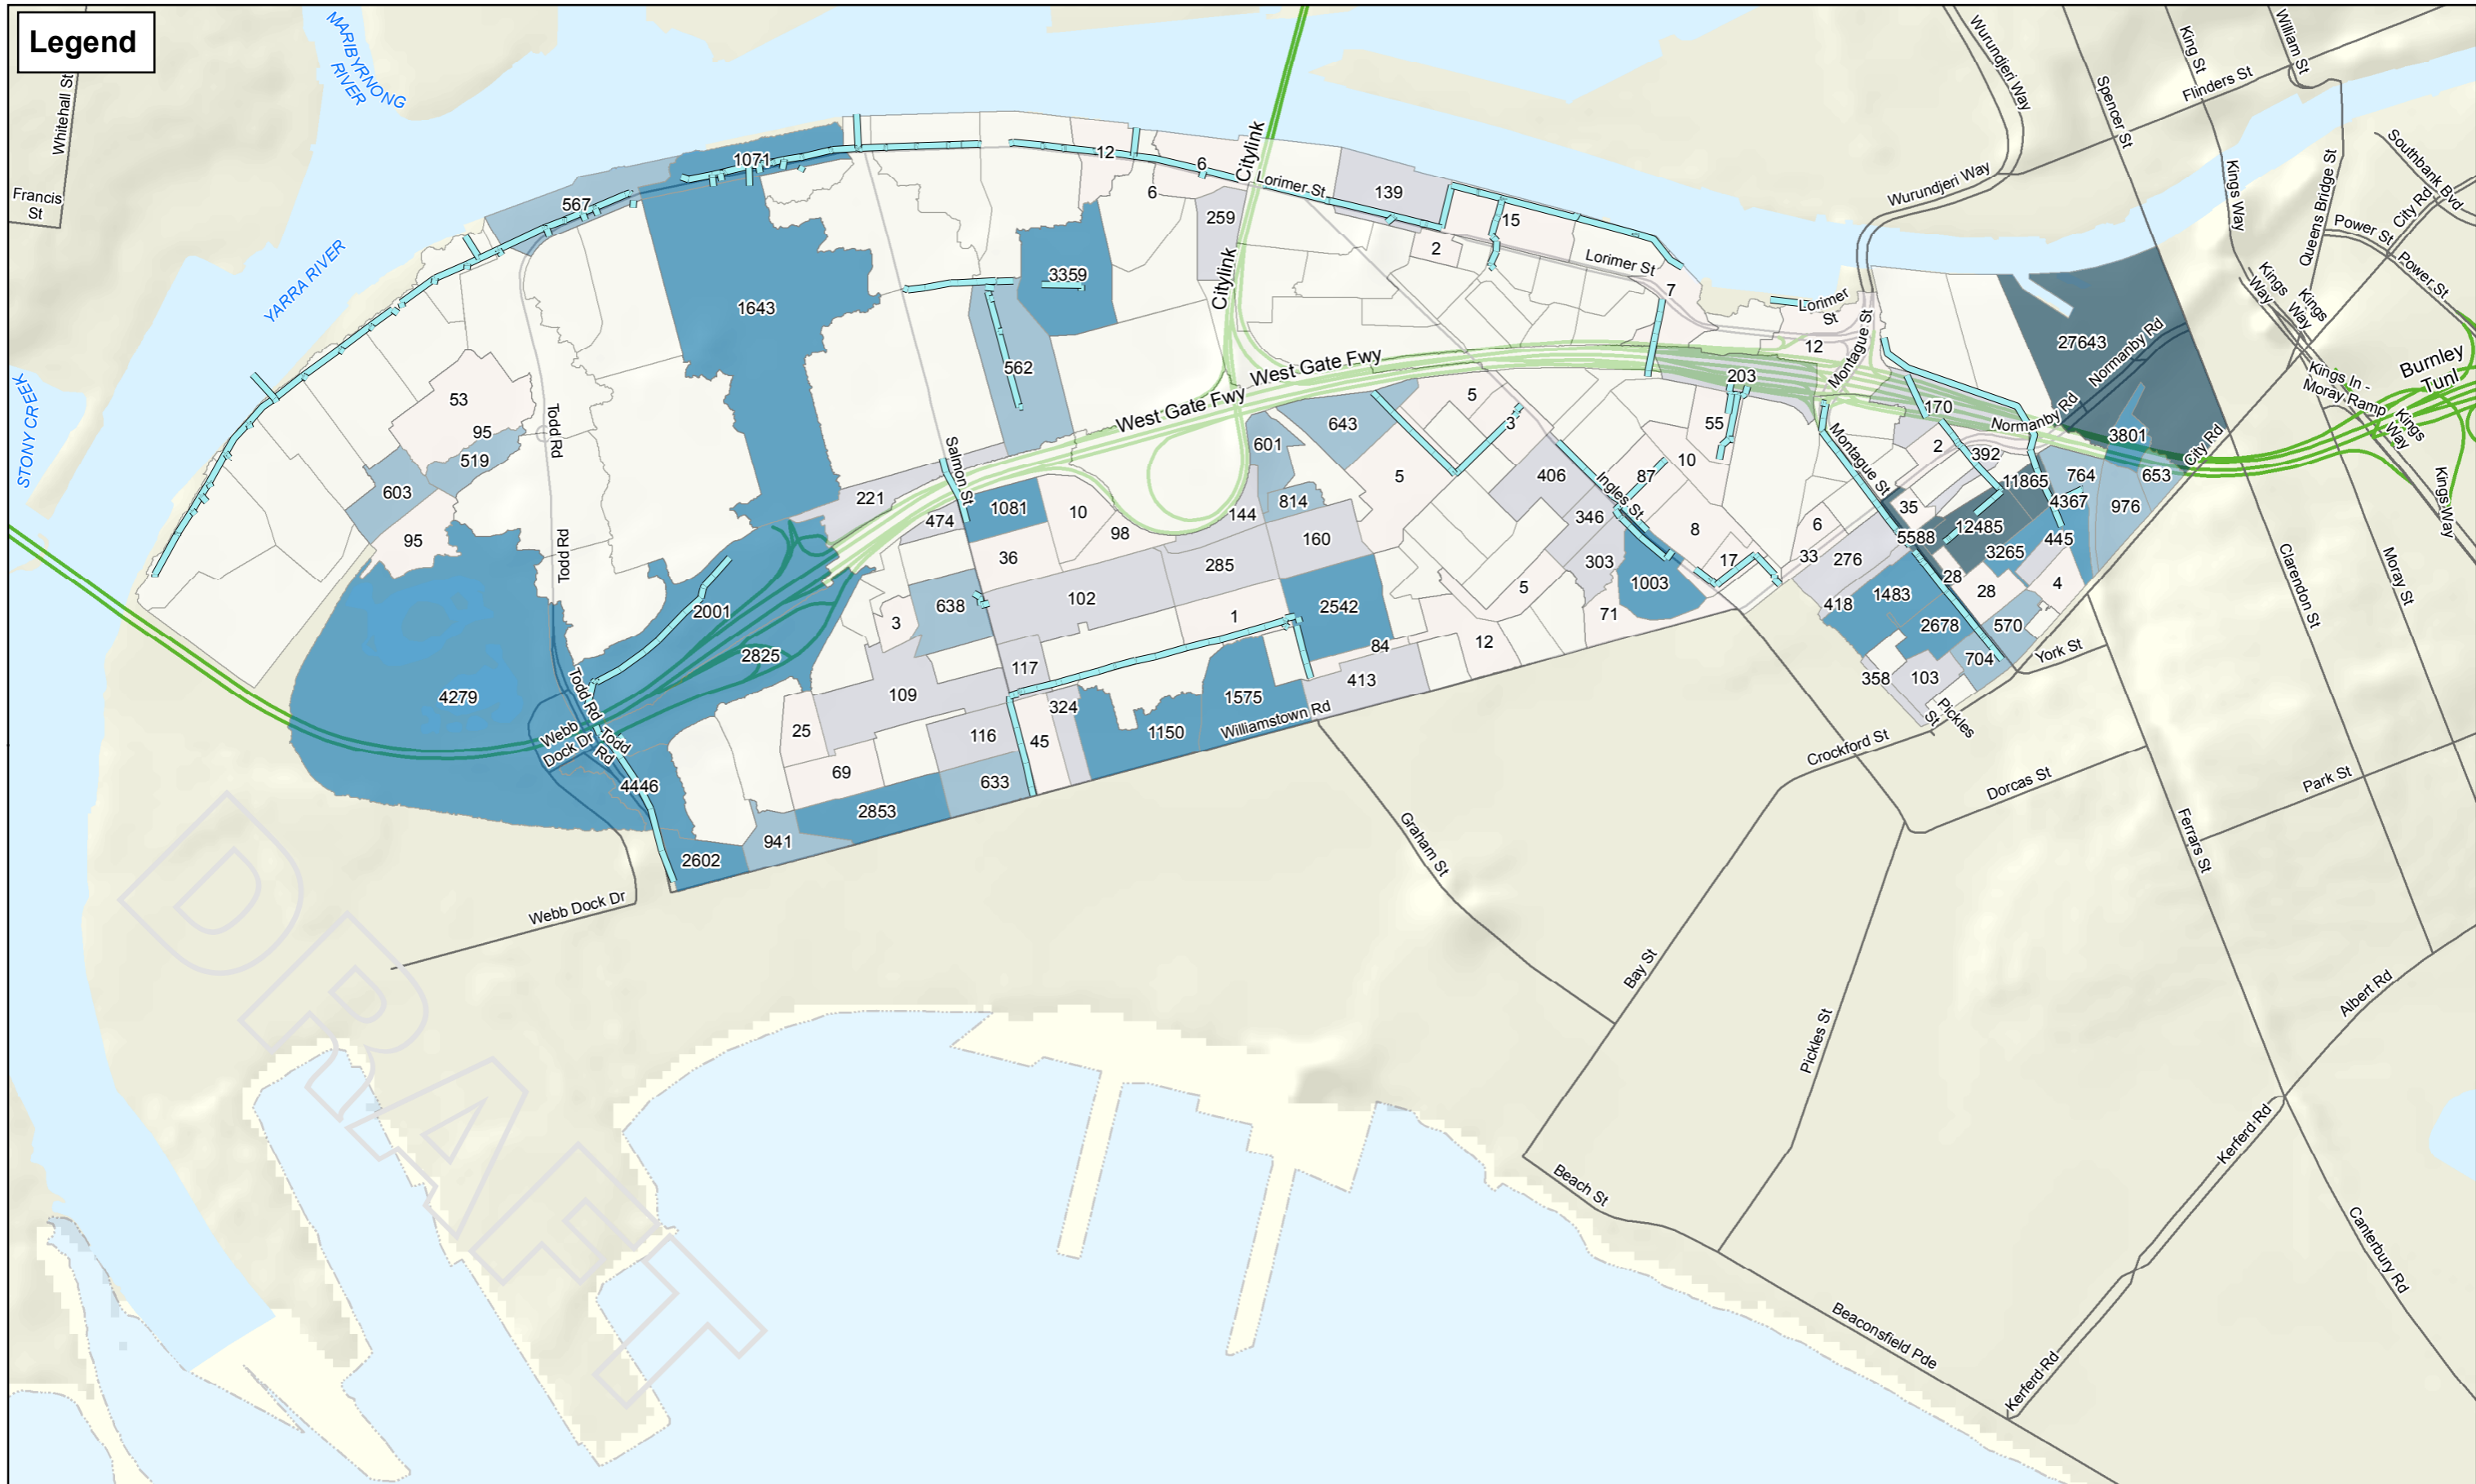 Legend
MARIBYRNONG
RIVER
Whitehall St
Francis
St
YARRA RIVER
STONY CREEK
Wurundjeri Way
Spencer St
King St
William St
Flinders St
Kings Way
Queens Bridge St
Southbank Blvd
City Rd
Power St
Power St
Wurundjeri Way
Kings
Way
Kings
Way
Burnley
Tunl
Kings In -
Moray Ramp
Kings
Way
Kings Way
Citylink
Citylink
Lorimer St
Lorimer St
Lorimer
St
Montague St
Normanby Rd
Normanby Rd
City Rd
West Gate Fwy
West Gate Fwy
Salmon St
Todd Rd
Todd Rd
Todd Rd
Todd
Rd
Webb
Dock Dr
Webb Dock Dr
Ingles St
Montague St
Williamstown Rd
York St
Pickles
St
Crockford St
Dorcas St
Park St
Clarendon St
Moray St
Ferrars St
Graham St
Bay St
Pickles St
Albert Rd
Kerferd Rd
Beach St
Canterbury Rd
Beaconsfield Pde
Kerferd Rd
1071
567
12
6
6
139
259
15
2
3359
1643
7
562
12
27643
203
53
95
519
603
95
5
3
643
601
55
170
2
392
3801
653
764
11865
4367
976
221
474
1081
10
98
144
814
5
406
87
10
346
8
6
35
12485
5588
3265
445
36
285
160
303
17
33
276
1003
28
28
4
2001
638
102
3
1
2542
5
71
418
1483
2678
570
2825
117
84
12
704
4279
109
324
1575
413
358
103
25
116
45
1150
69
633
4446
2853
941
2602
DRAFT